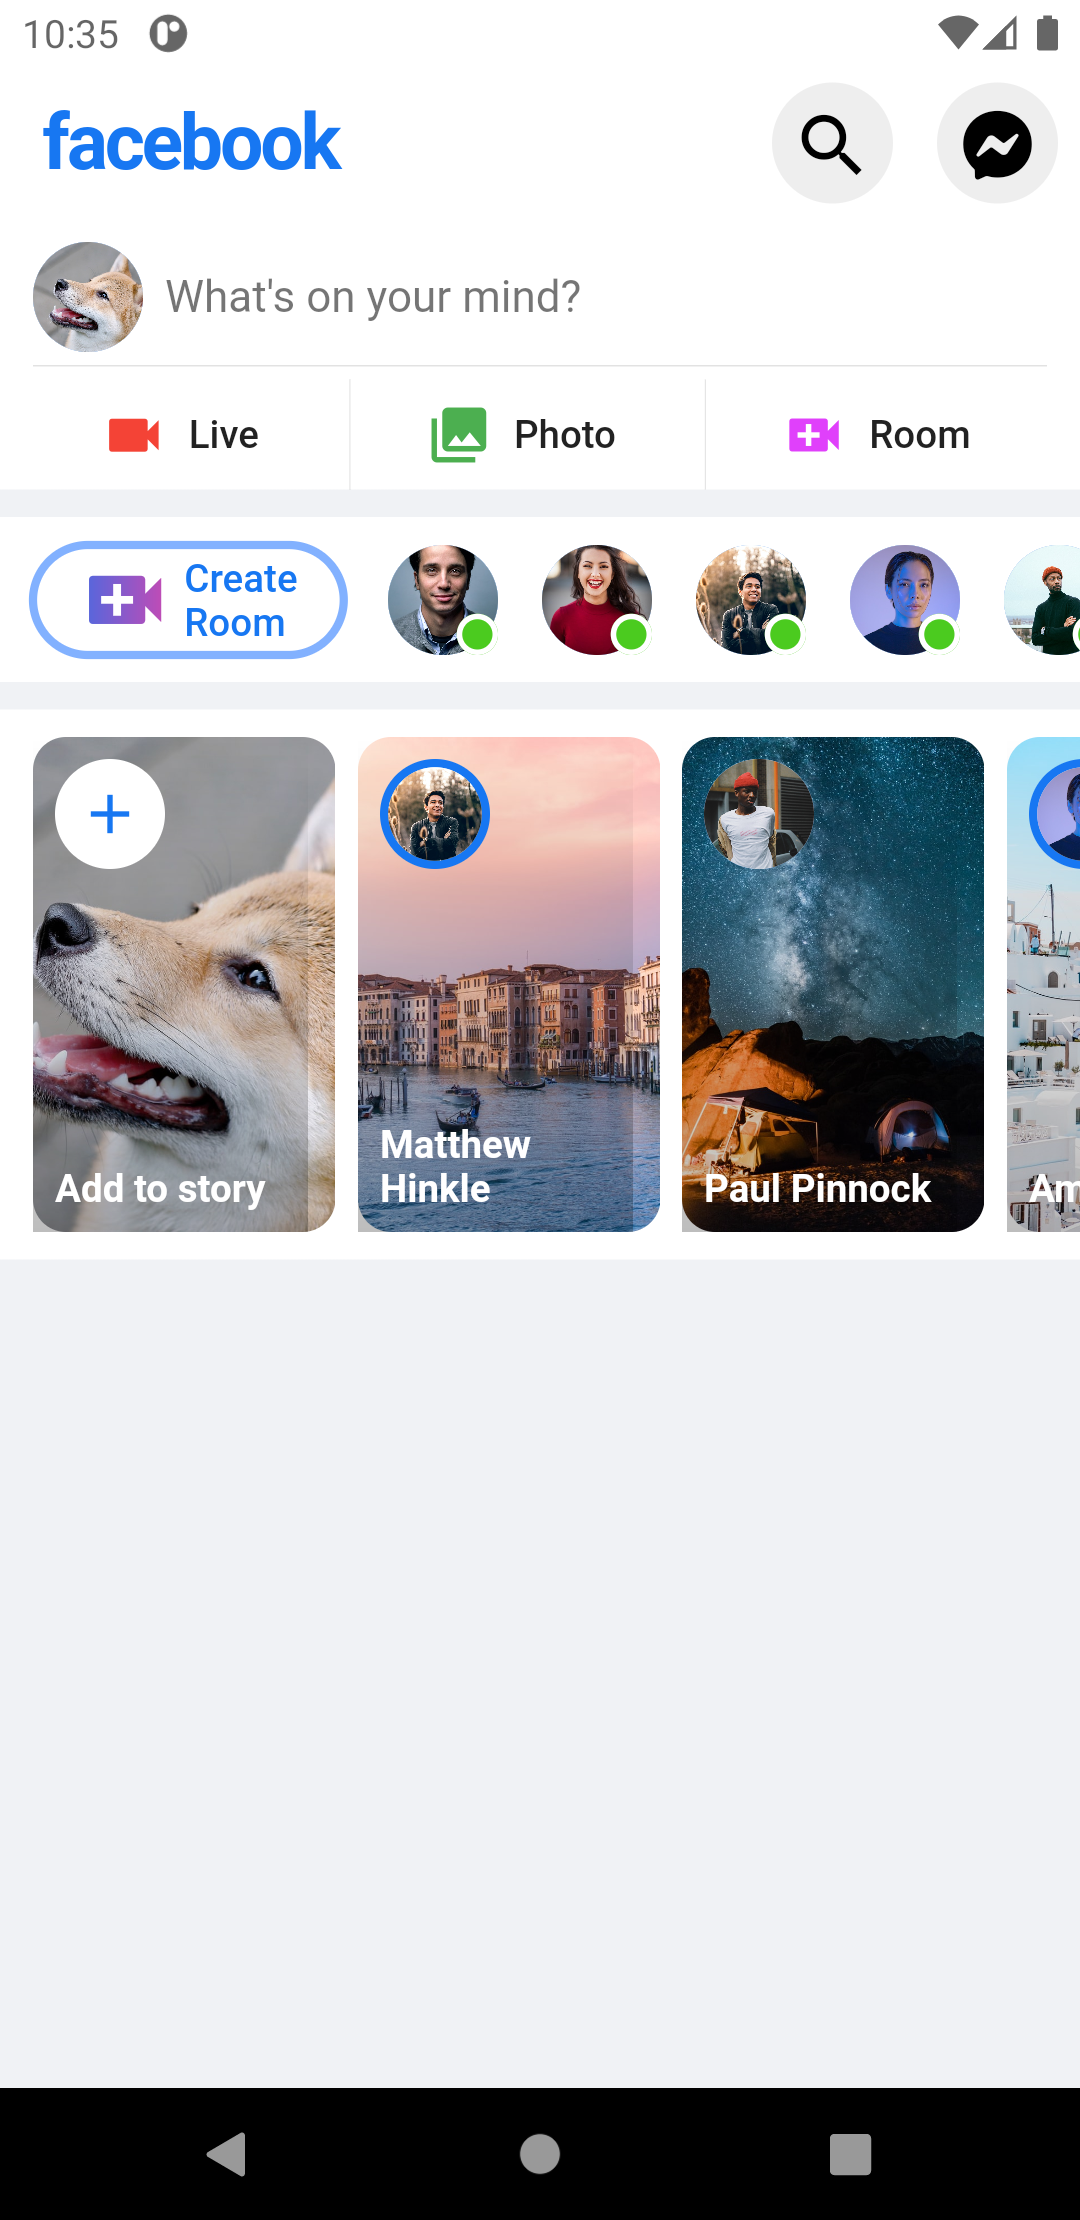 10:35
facebook
What's on your mind?
Live
Photo
Room
Create
Room
Add to story
Matthew
Hinkle
Paul Pinnock
Am